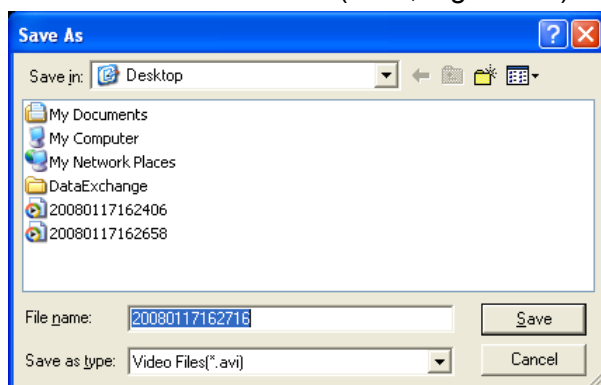 Save As
Save in: Desktop
My Documents
My Computer
My Network Places
DataExchange
20080117162406
20080117162658
File name: 20080117162716 Save
Save as type: Video Files(*.avi) Cancel